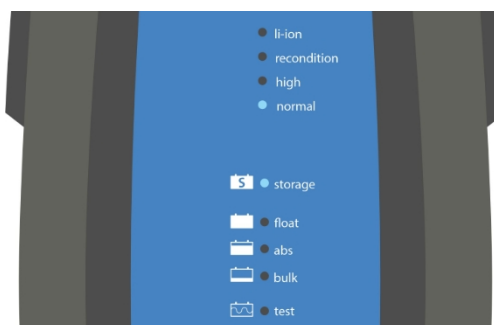 li-ion
recondition
high
normal
S storage
float
abs
bulk
test